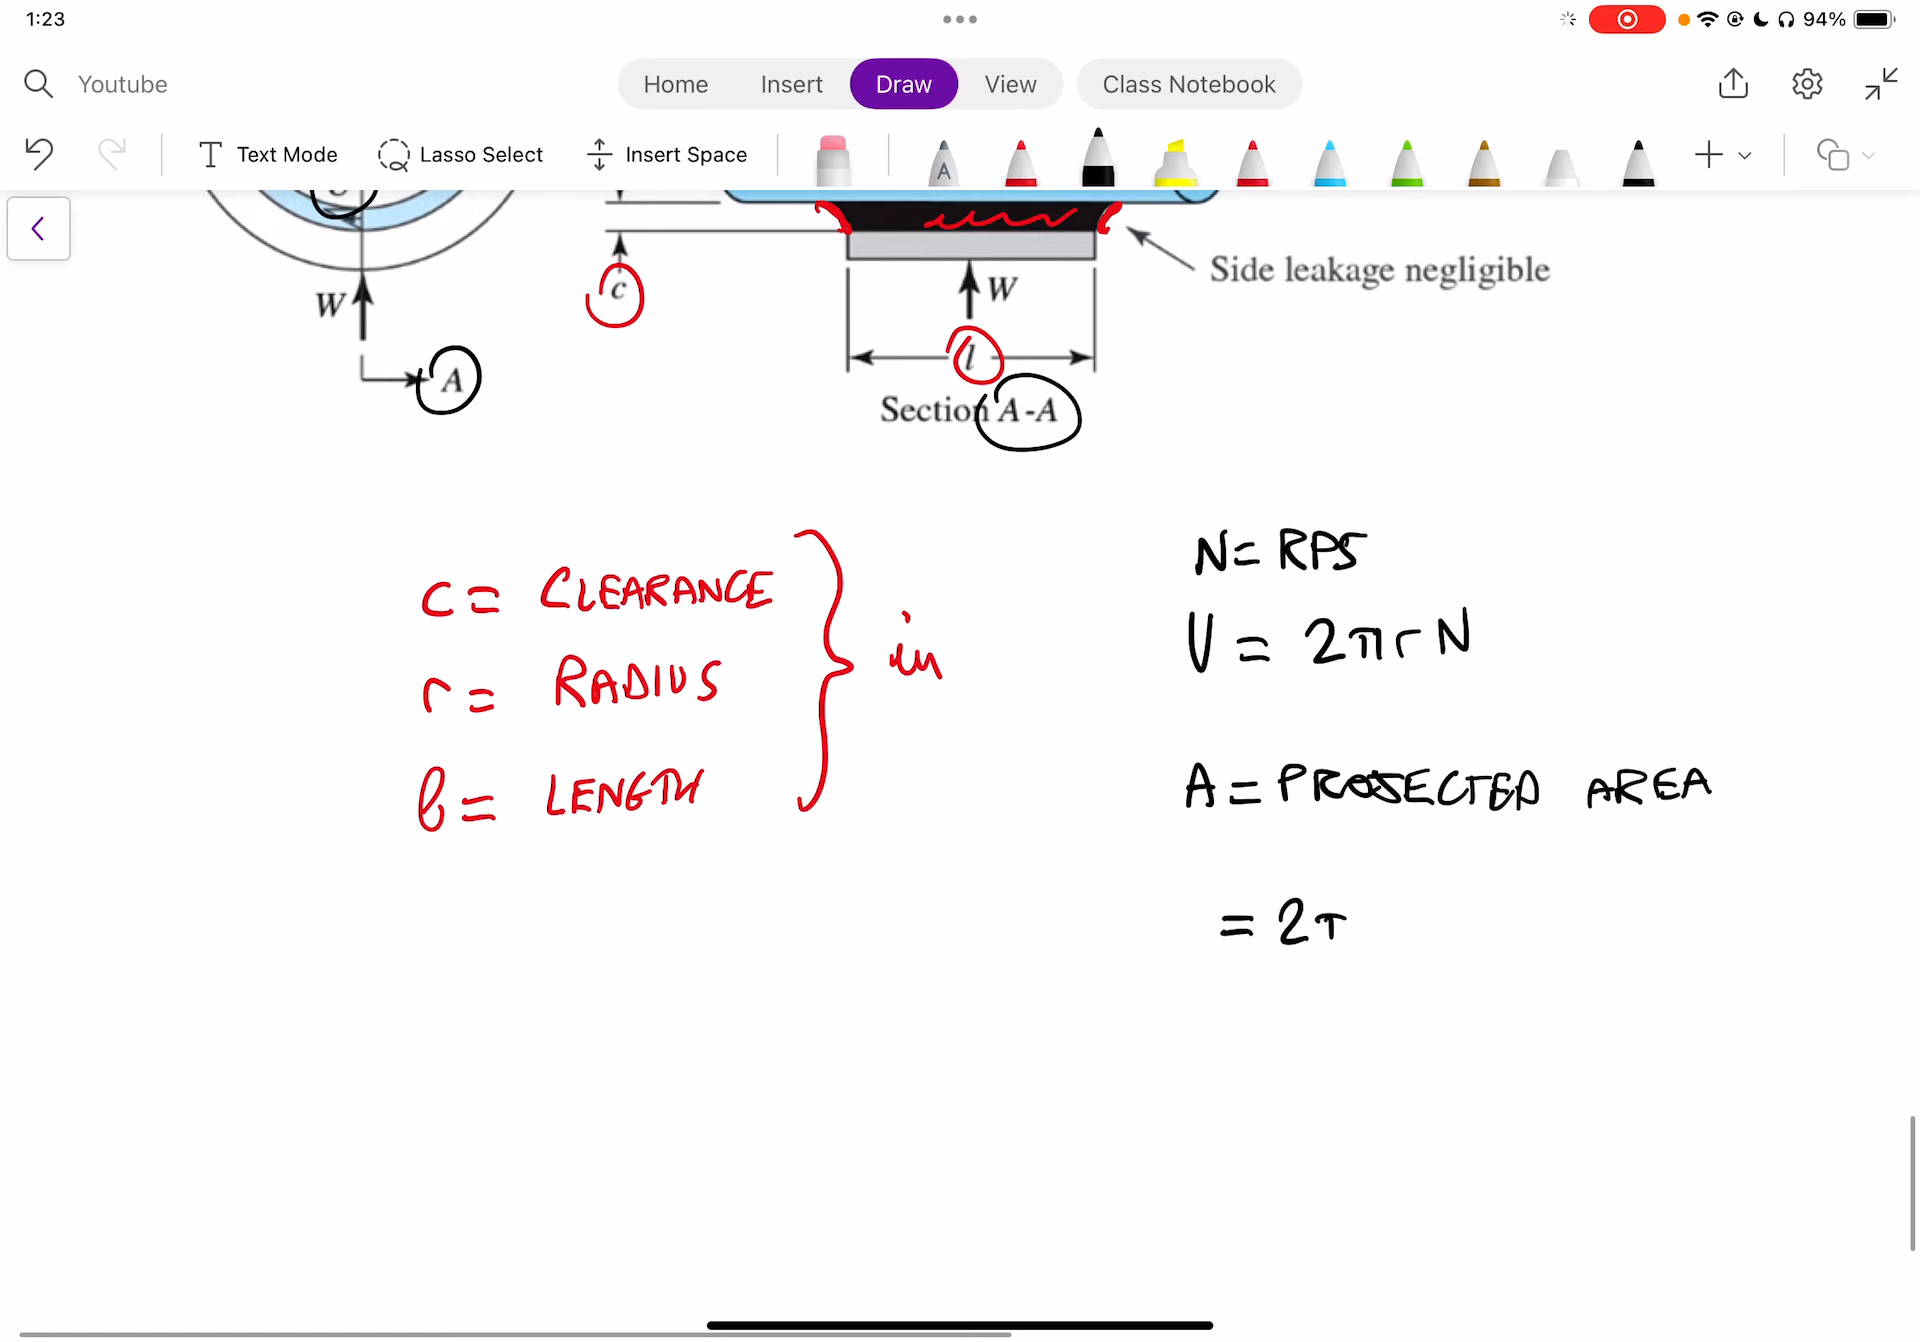 1:23
94%
Youtube
Home Insert Draw View Class Notebook
Text Mode Lasso Select Insert Space A
W
c
W
Side leakage negligible
l
A
Section A-A
c = CLEARANCE
r = RADIUS
l = LENGTH
in
N = RPS
U = 2πrN
A = PROJECTED AREA
= 2π